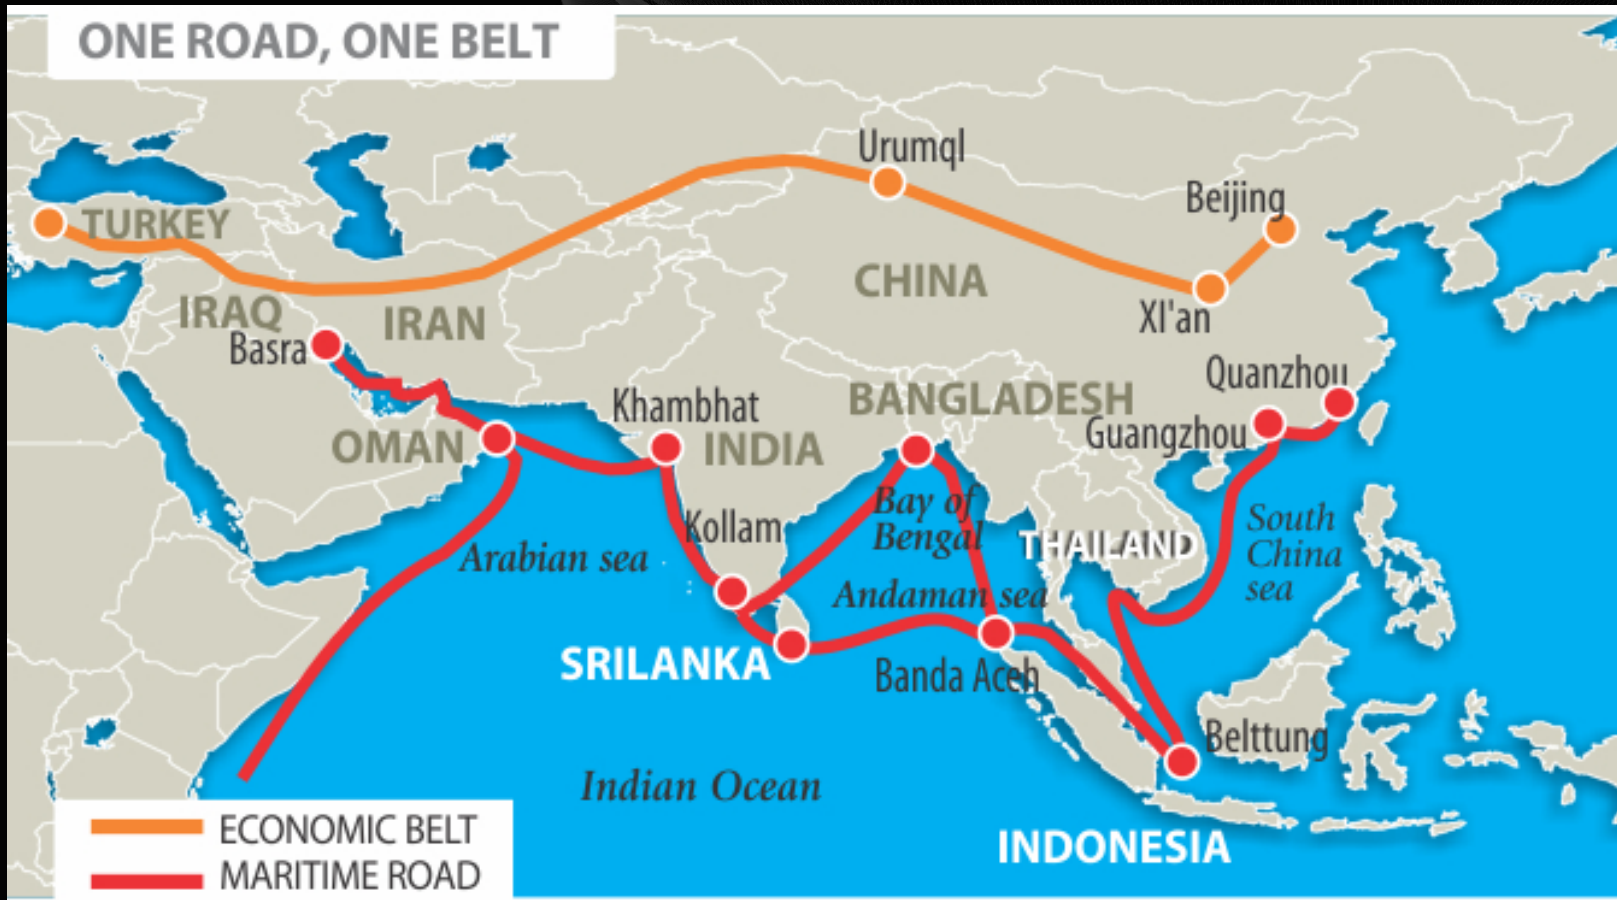 ONE ROAD, ONE BELT
Urumql
Beijing
TURKEY
CHINA
IRAQ
IRAN
XI'an
Basra
Quanzhou
Khambhat
BANGLADESH
Guangzhou
OMAN
INDIA
Bay of
Bengal
Kollam
South
China
sea
THAILAND
Arabian sea
Andaman sea
SRILANKA
Banda Aceh
Belttung
Indian Ocean
INDONESIA
ECONOMIC BELT
MARITIME ROAD